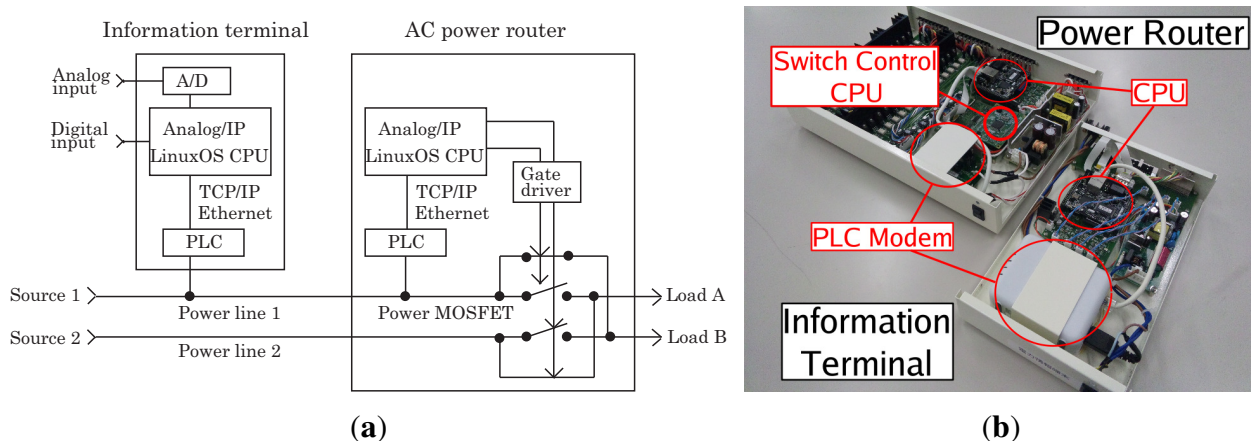 Information terminal
AC power router
Analog
input
A/D
Digital
input
Analog/IP
LinuxOS CPU
TCP/IP
Ethernet
PLC
Analog/IP
LinuxOS CPU
Gate
driver
TCP/IP
Ethernet
PLC
Source 1
Power line 1
Power MOSFET
Load A
Source 2
Power line 2
Load B
(a)
Power Router
Switch Control
CPU
CPU
PLC Modem
Information
Terminal
(b)